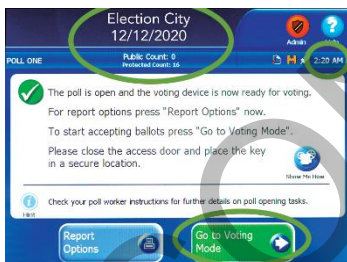 Election City
12/12/2020
Admin
Help
POLL ONE
Public Count: 0
Protected Count: 16
2:20 AM
The poll is open and the voting device is now ready for voting.
For report options press "Report Options" now.
To start accepting ballots press "Go to Voting Mode".
Please close the access door and place the key
in a secure location.
Show Me How
Hint
Check your poll worker instructions for further details on poll opening tasks.
Report
Options
Go to Voting
Mode